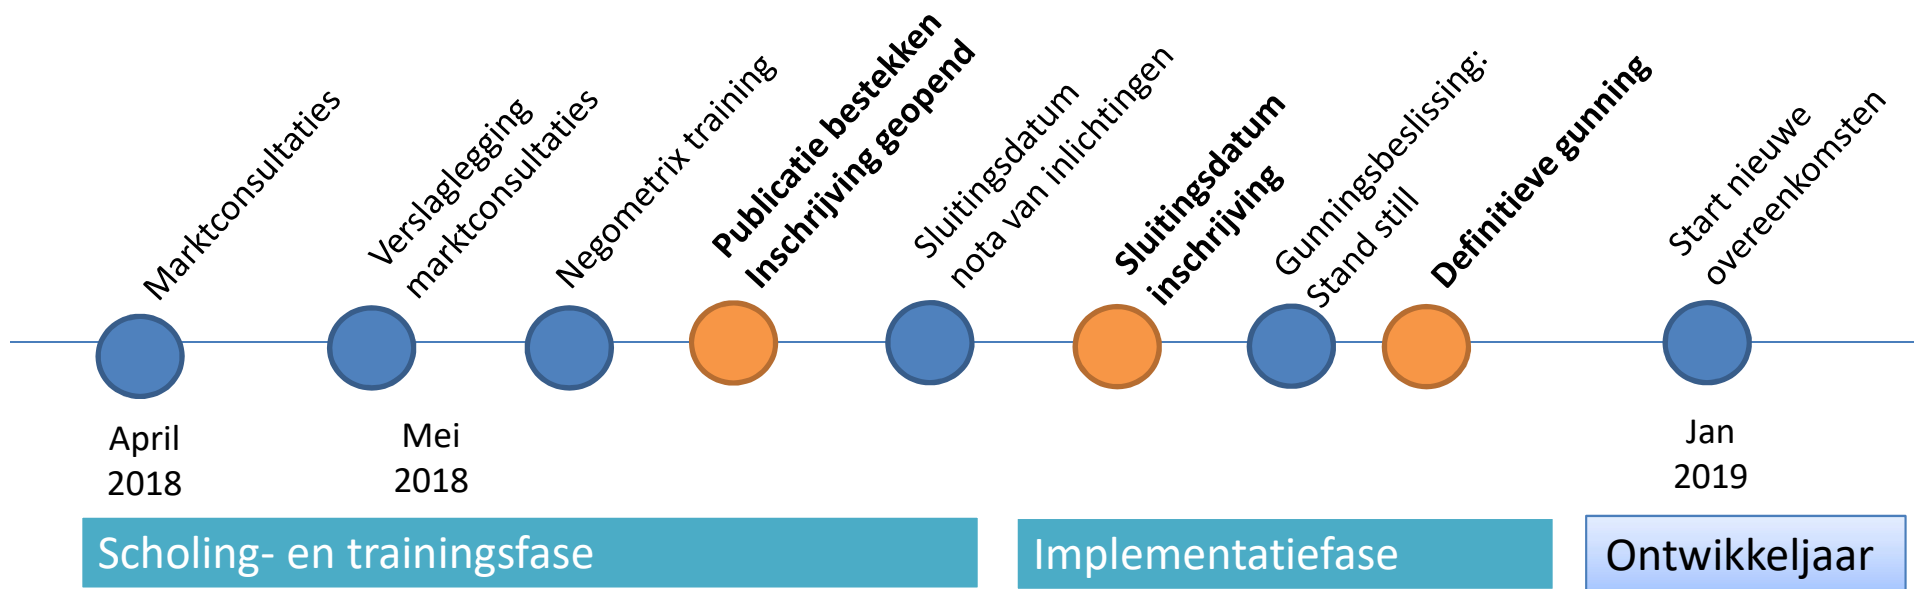 Marktconsultaties
Verslaglegging
marktconsultaties
Negometrix training
Publicatie bestekken
Inschrijving geopend
Sluitingsdatum
nota van inlichtingen
Sluitingsdatum
inschrijving
Gunningsbeslissing:
Stand still
Definitieve gunning
Start nieuwe
overeenkomsten
April
2018
Mei
2018
Jan
2019
Scholing- en trainingsfase
Implementatiefase
Ontwikkeljaar